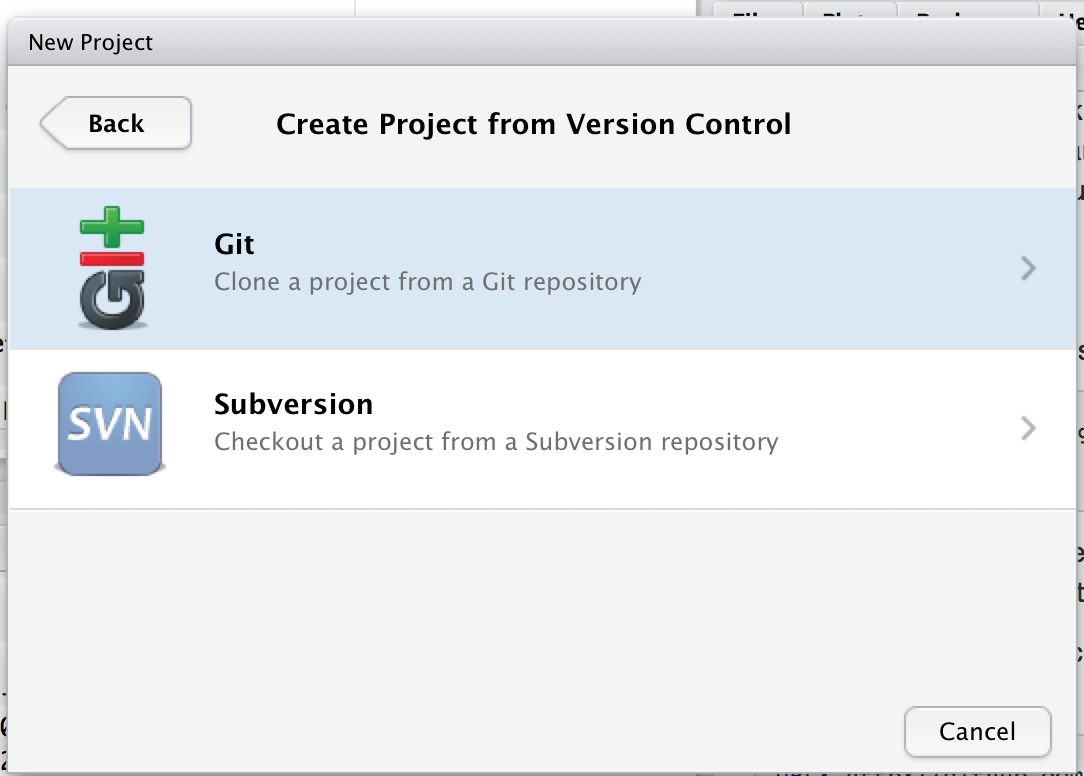 New Project
Back
Create Project from Version Control
Git
Clone a project from a Git repository
SVN
Subversion
Checkout a project from a Subversion repository
Cancel